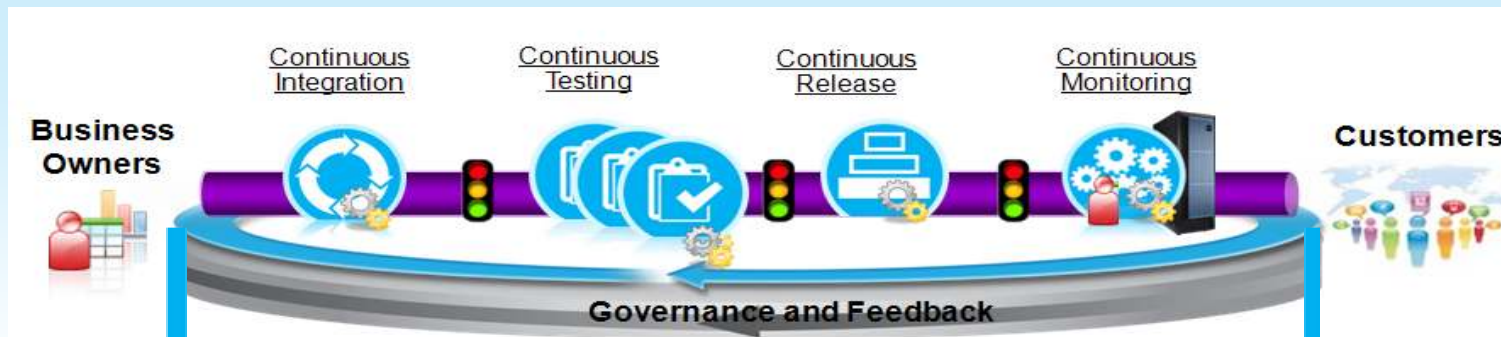 Continuous
Integration
Continuous
Testing
Continuous
Release
Continuous
Monitoring
Business
Owners
Customers
Governance and Feedback